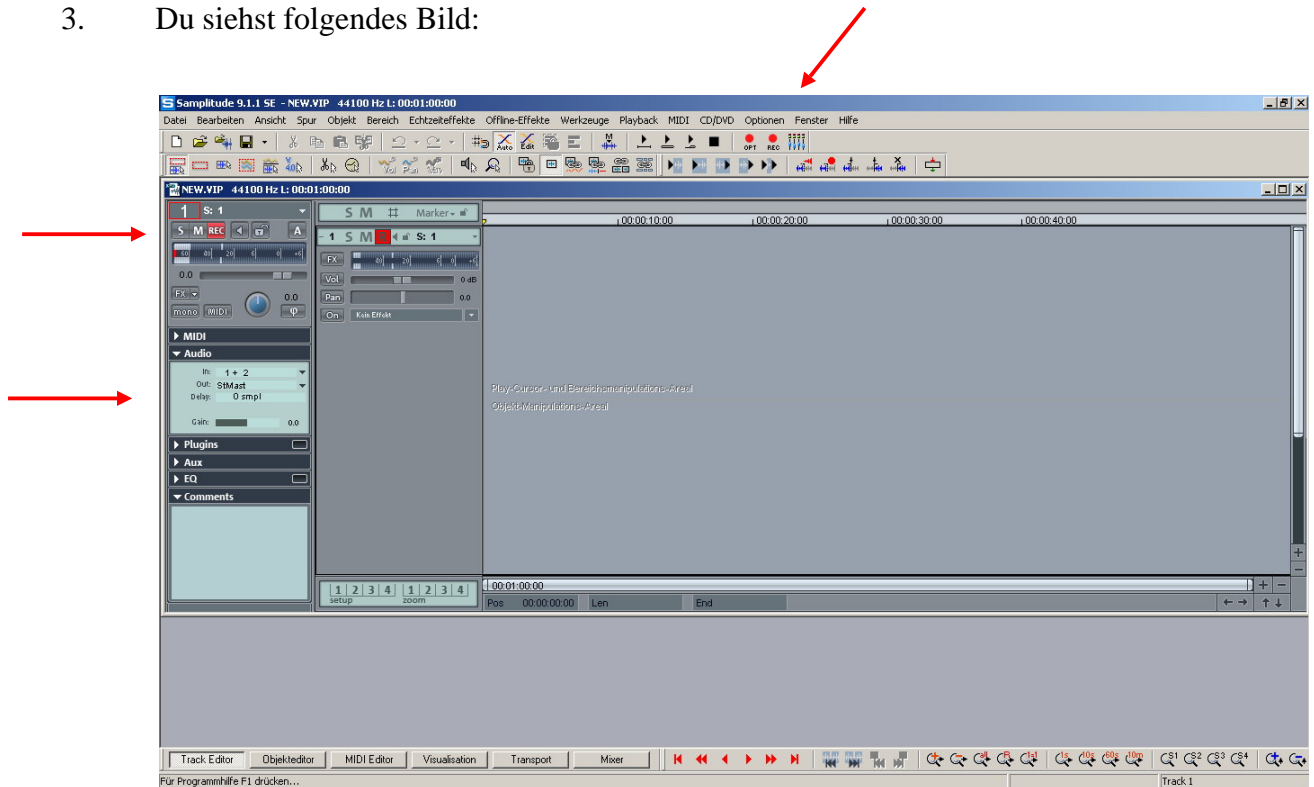 3. Du siehst folgendes Bild:
Samplitude 9.1.1 SE - NEW.VIP 44100 Hz L: 00:01:00:00
Datei Bearbeiten Ansicht Spur Objekt Bereich Echtzeiteffekte Offline-Effekte Werkzeuge Playback MIDI CD/DVD Optionen Fenster Hilfe
Auto Edit OPT REC
Vol Pan
NEW.VIP 44100 Hz L: 00:01:00:00
1 S: 1
S M Marker
00:00:10:00 00:00:20:00 00:00:30:00 00:00:40:00
S M REC A
1 S M S: 1
FX
0.0
Vol 0 dB
FX 0.0
Pan 0.0
mono MIDI φ
On Kein Effekt
MIDI
Audio
In: 1 + 2
Out: StMast
Delay: 0 smpl
Gain: 0.0
Play-Cursor- und Bereichsmanipulations-Areal
Objekt-Manipulations-Areal
Plugins
Aux
EQ
Comments
1 2 3 4 1 2 3 4
setup zoom
00:01:00:00
Pos 00:00:00:00 Len End
Track Editor Objekteditor MIDI Editor Visualisation Transport Mixer
Für Programmhilfe F1 drücken... Track 1